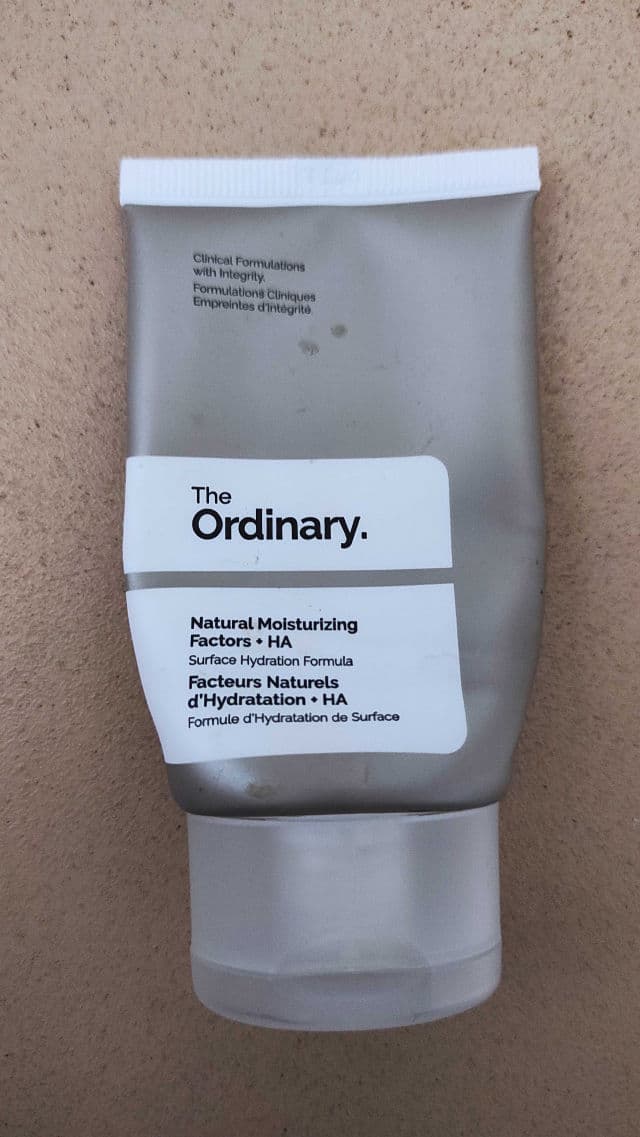 Clinical Formulations
with Integrity.
Formulations Cliniques
Empreintes d'Intégrité.
The
Ordinary.
Natural Moisturizing
Factors + HA
Surface Hydration Formula
Facteurs Naturels
d'Hydratation + HA
Formule d'Hydratation de Surface